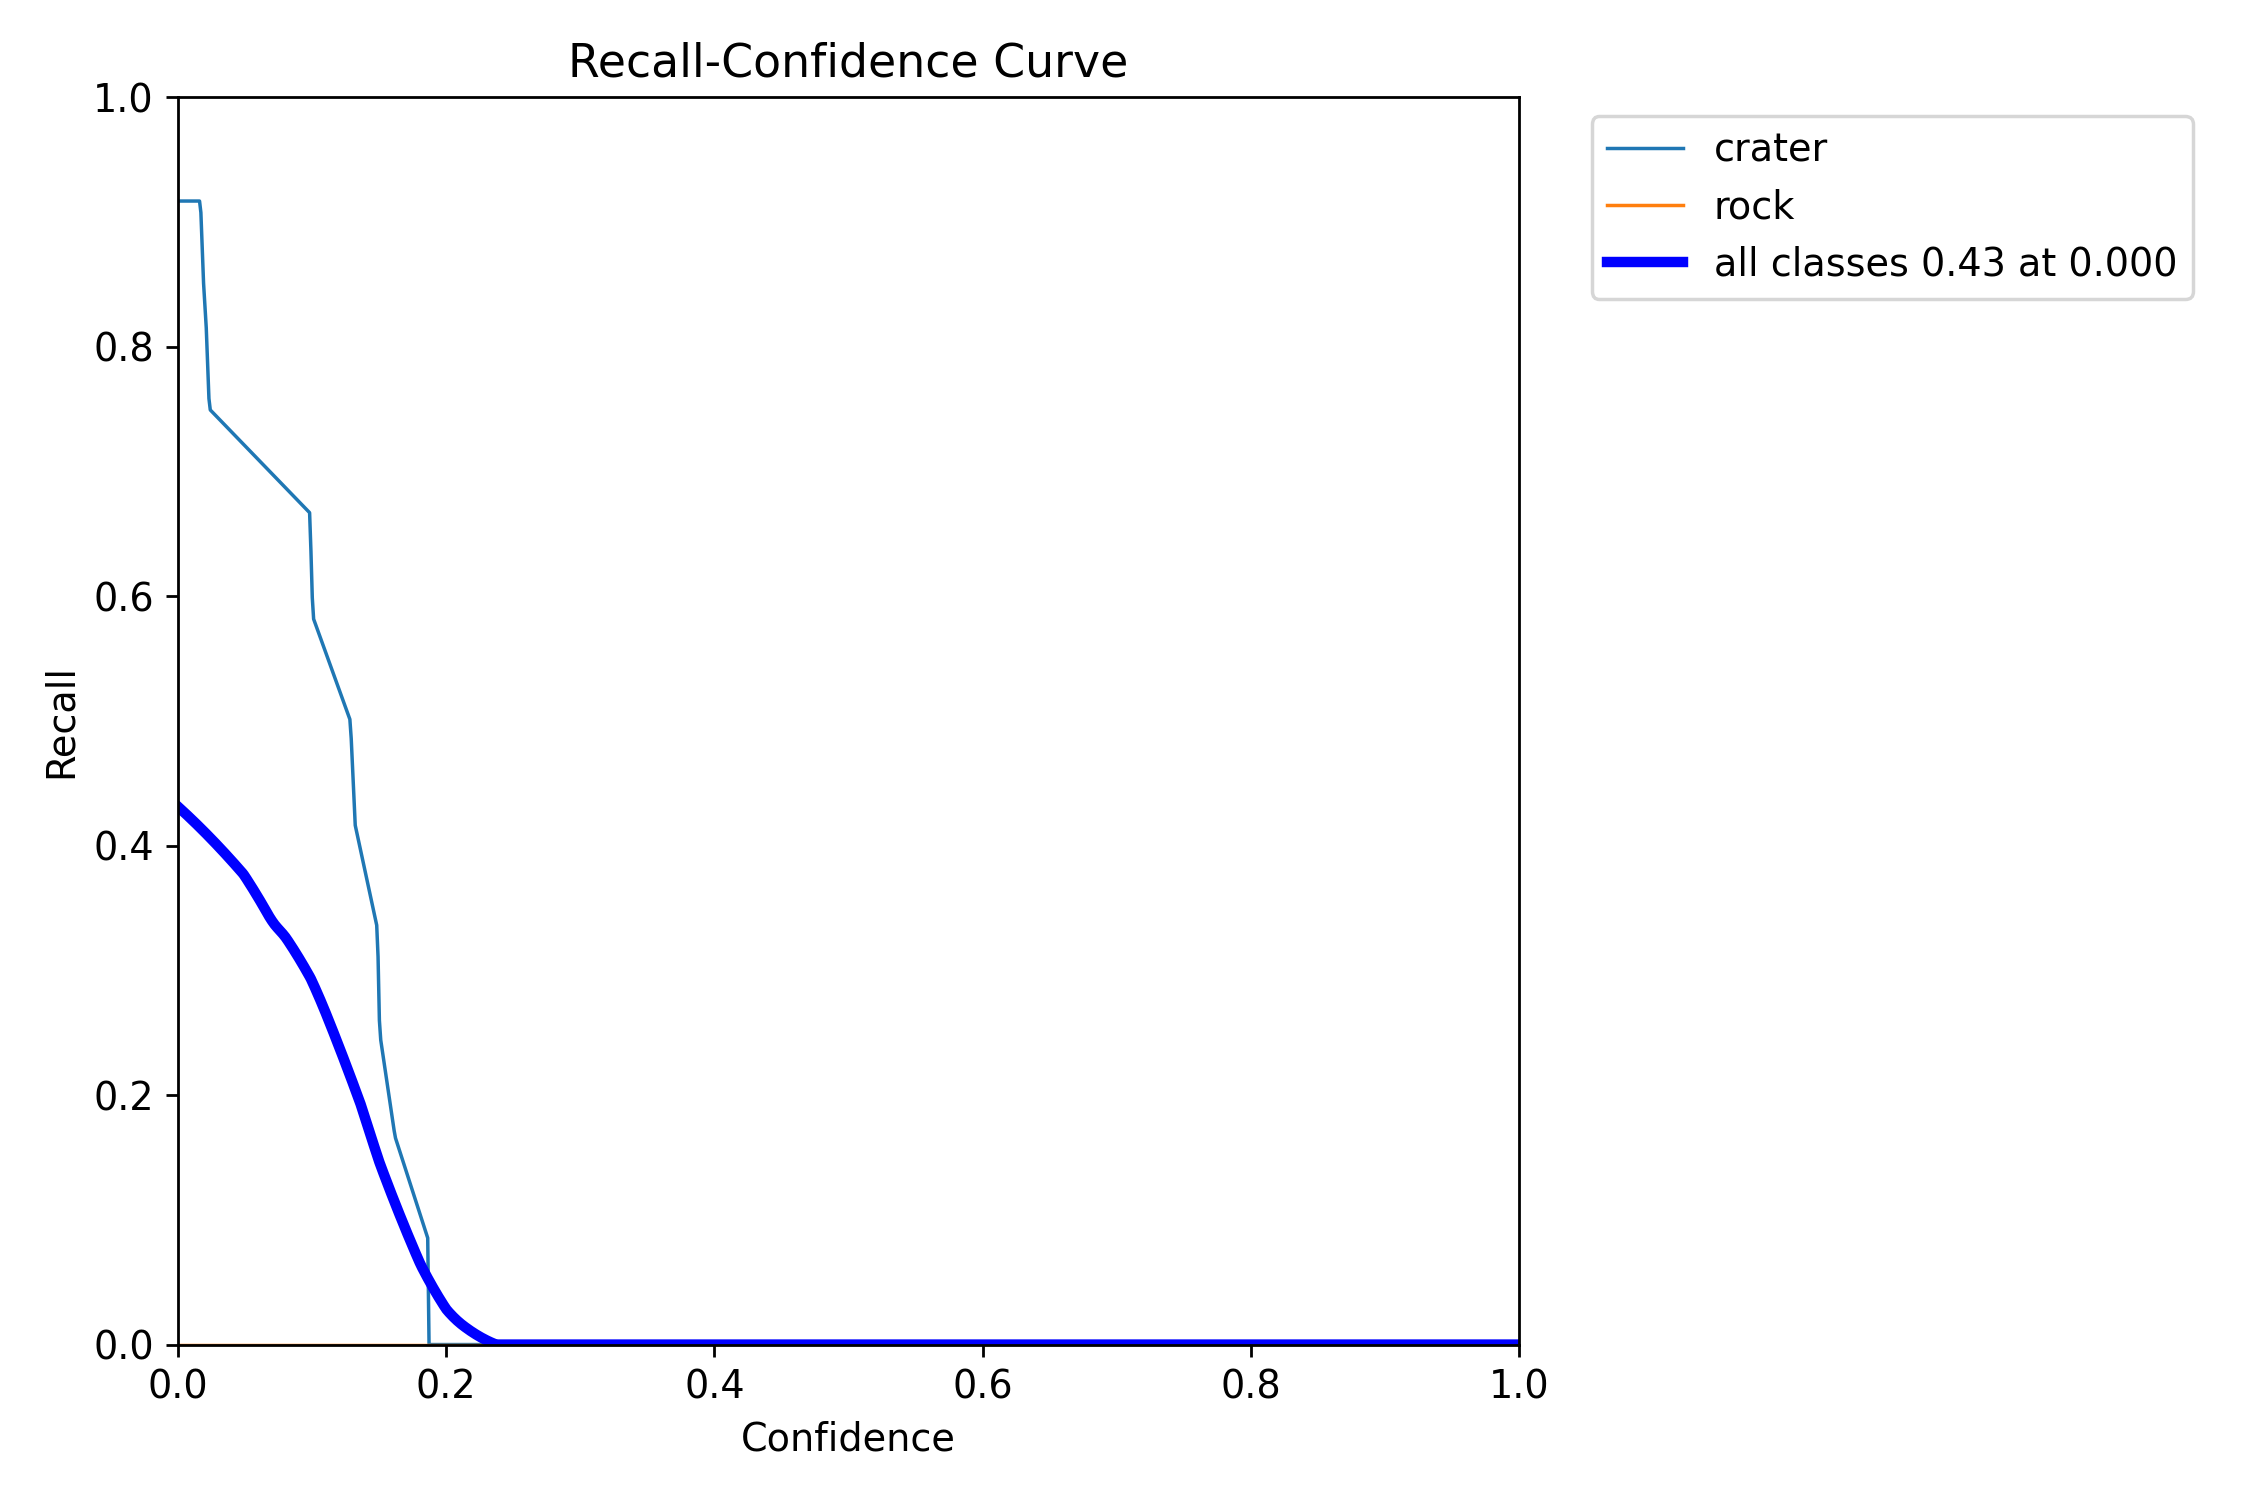 Recall-Confidence Curve
1.0
0.8
0.6
0.4
0.2
0.0
Recall
0.0 0.2 0.4 0.6 0.8 1.0
Confidence
crater
rock
all classes 0.43 at 0.000